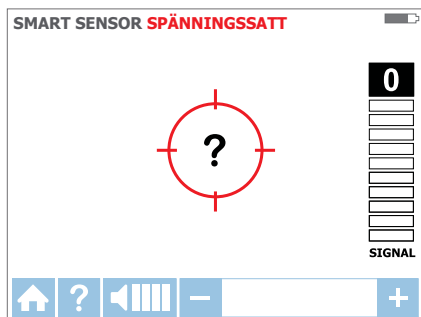 SMART SENSOR SPÄNNINGSSATT
0
?
SIGNAL
? − +